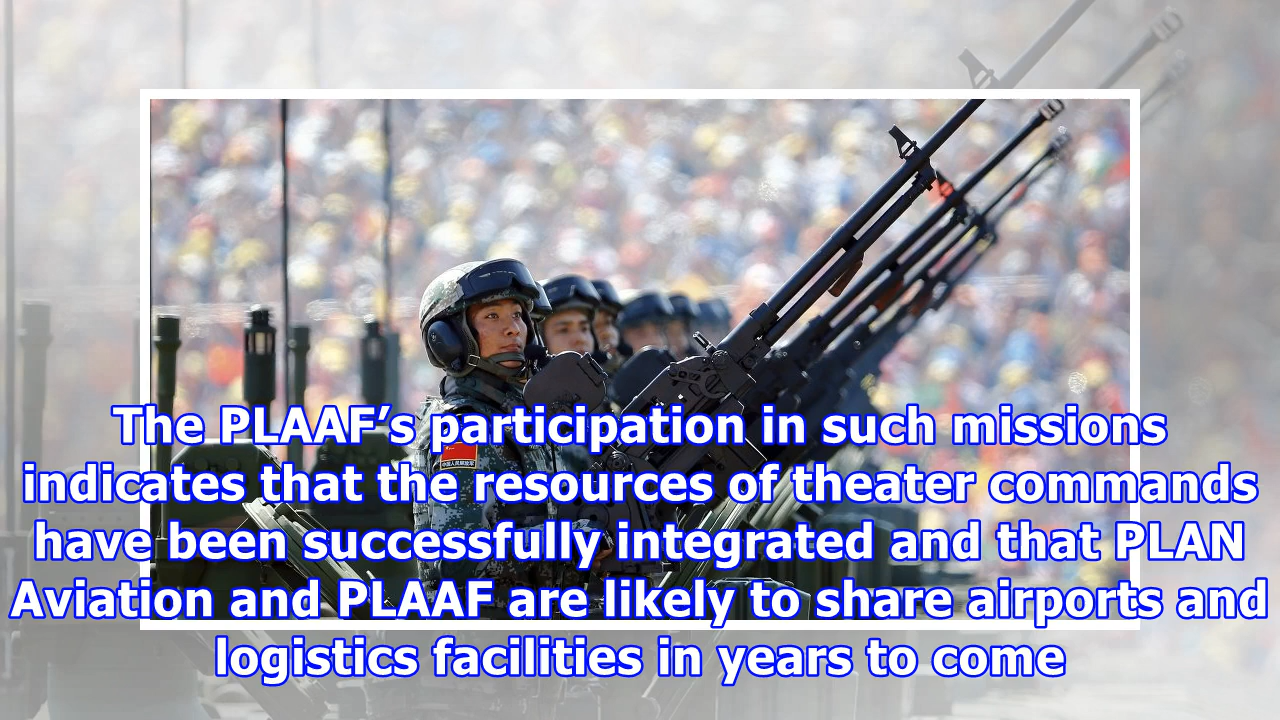 The PLAAF’s participation in such missions
indicates that the resources of theater commands
have been successfully integrated and that PLAN
Aviation and PLAAF are likely to share airports and
logistics facilities in years to come